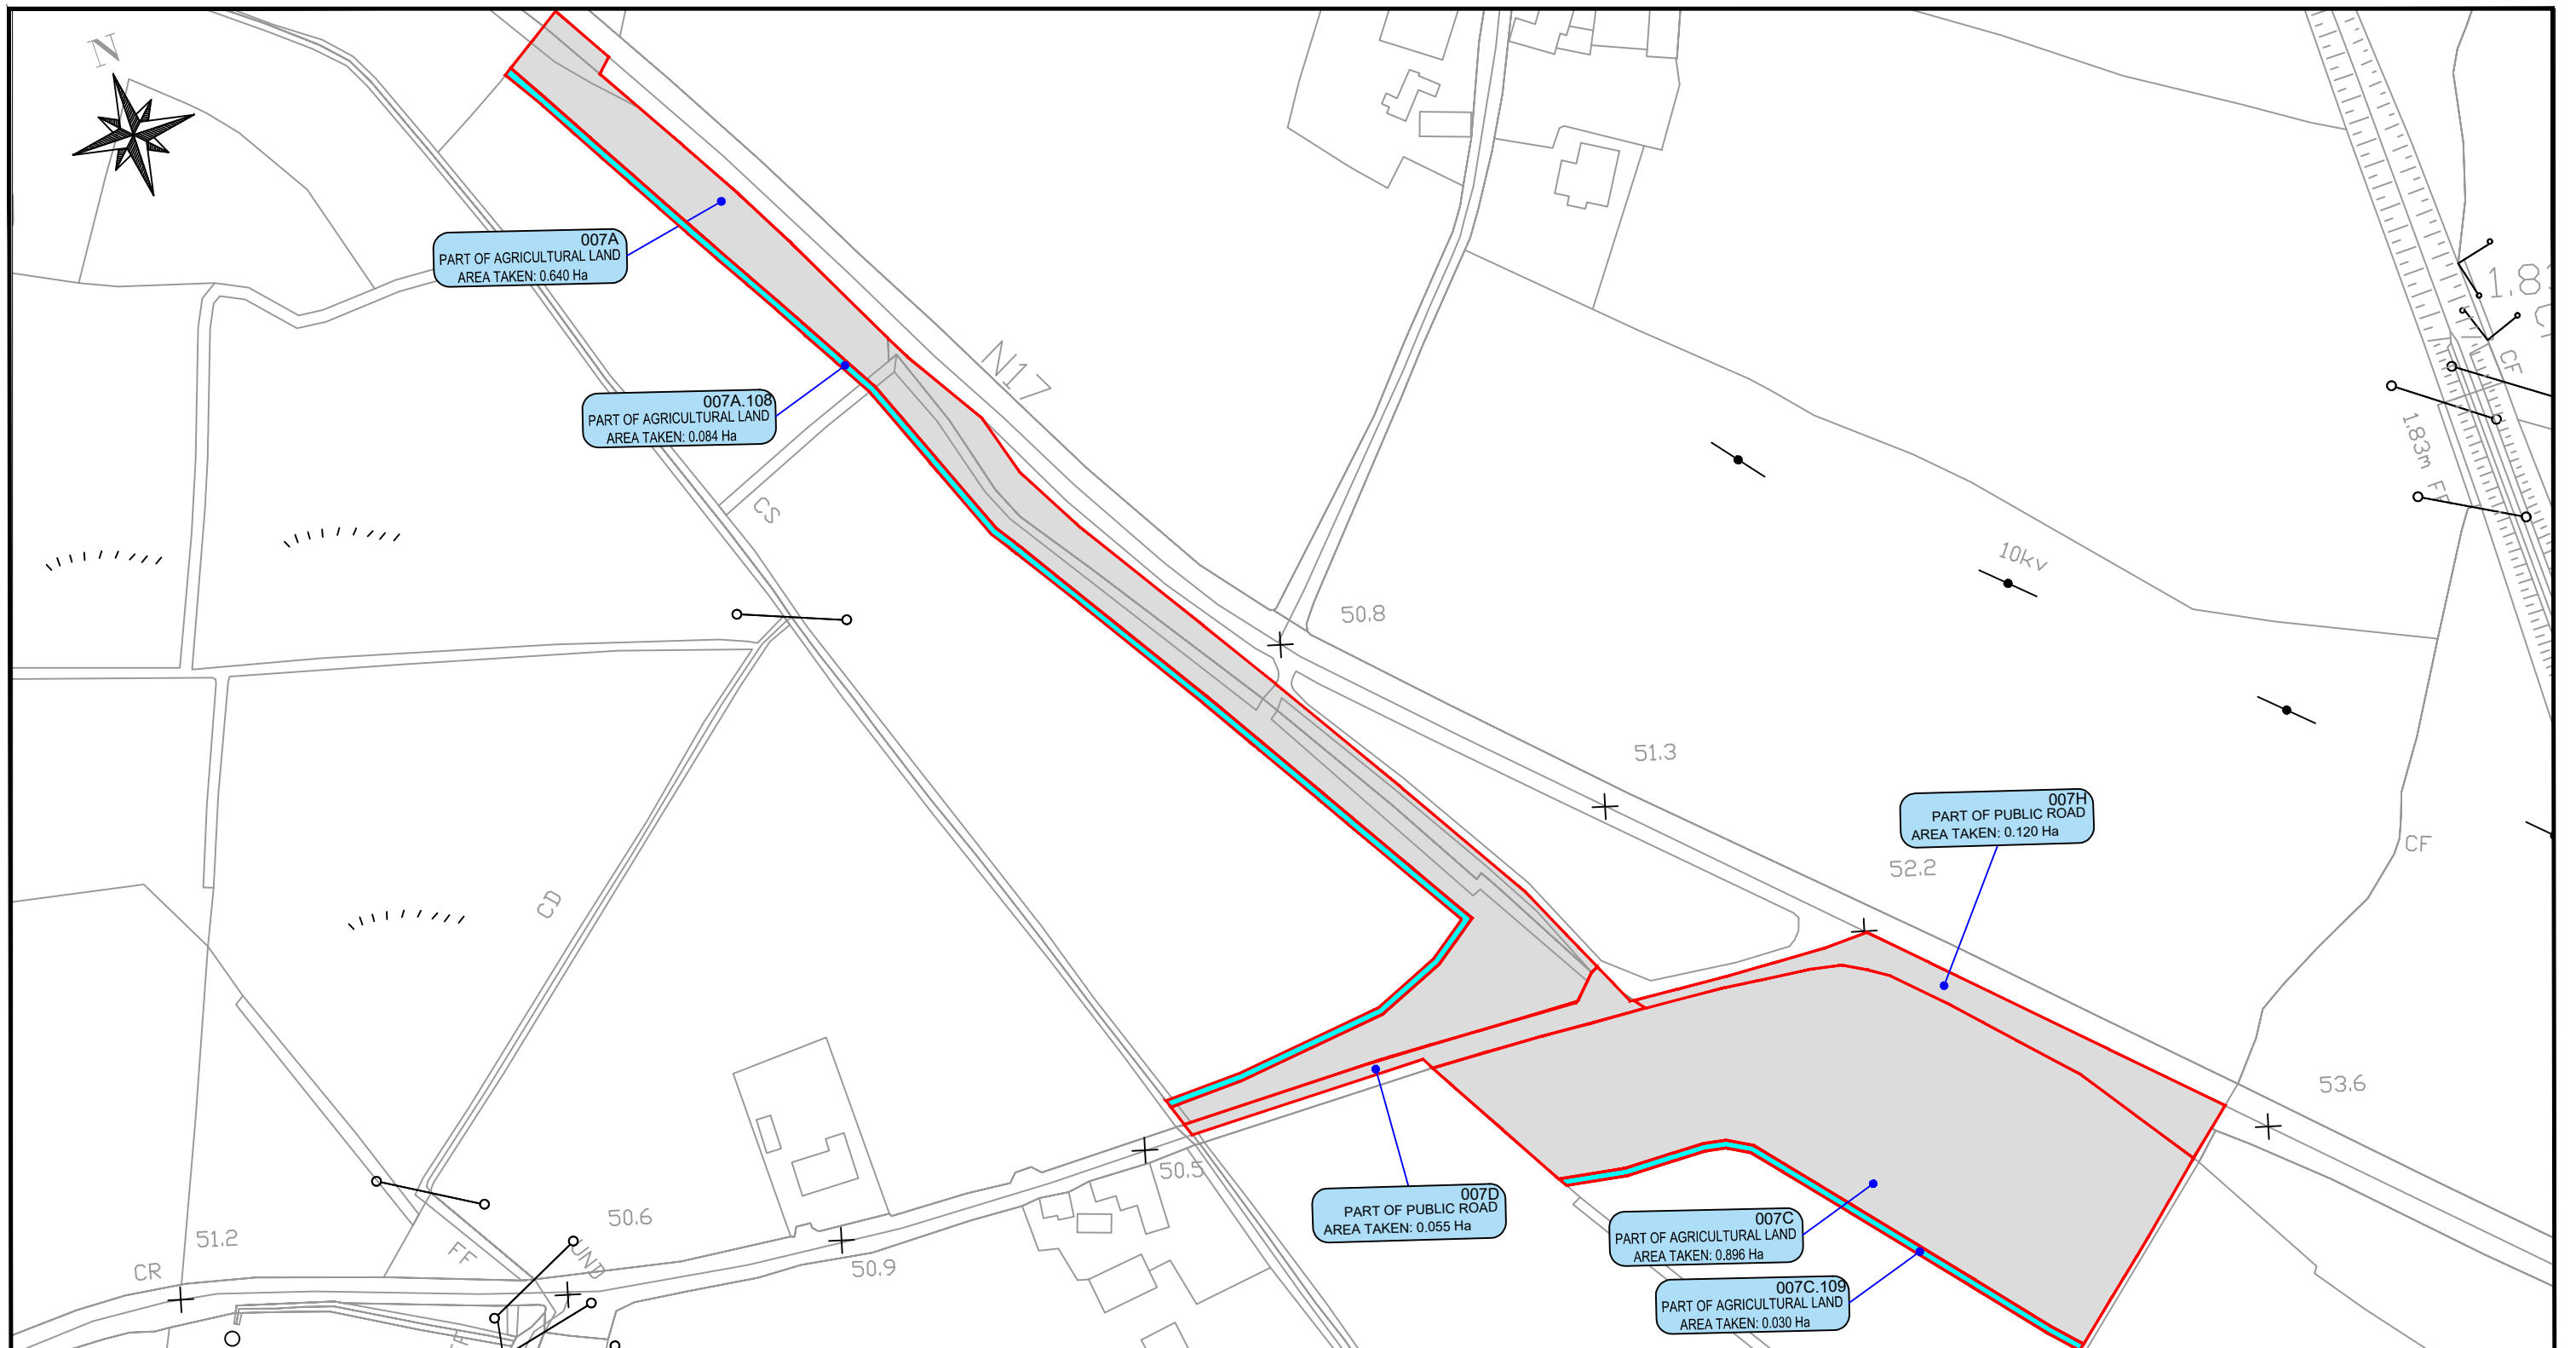 N
007A
PART OF AGRICULTURAL LAND
AREA TAKEN: 0.640 Ha
N17
007A.108
PART OF AGRICULTURAL LAND
AREA TAKEN: 0.084 Ha
CS
CF
1.83m
10kv
50.8
51.3
007H
PART OF PUBLIC ROAD
AREA TAKEN: 0.120 Ha
52.2
CF
CD
53.6
50.5
007D
PART OF PUBLIC ROAD
AREA TAKEN: 0.055 Ha
007C
PART OF AGRICULTURAL LAND
AREA TAKEN: 0.896 Ha
007C.109
PART OF AGRICULTURAL LAND
AREA TAKEN: 0.030 Ha
50.6
51.2
FF
UND
CR
50.9